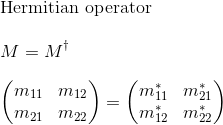 Hermitian operator
M = M†
\begin{pmatrix} m_{11} & m_{12} \\ m_{21} & m_{22} \end{pmatrix} = \begin{pmatrix} m_{11}^* & m_{21}^* \\ m_{12}^* & m_{22}^* \end{pmatrix}